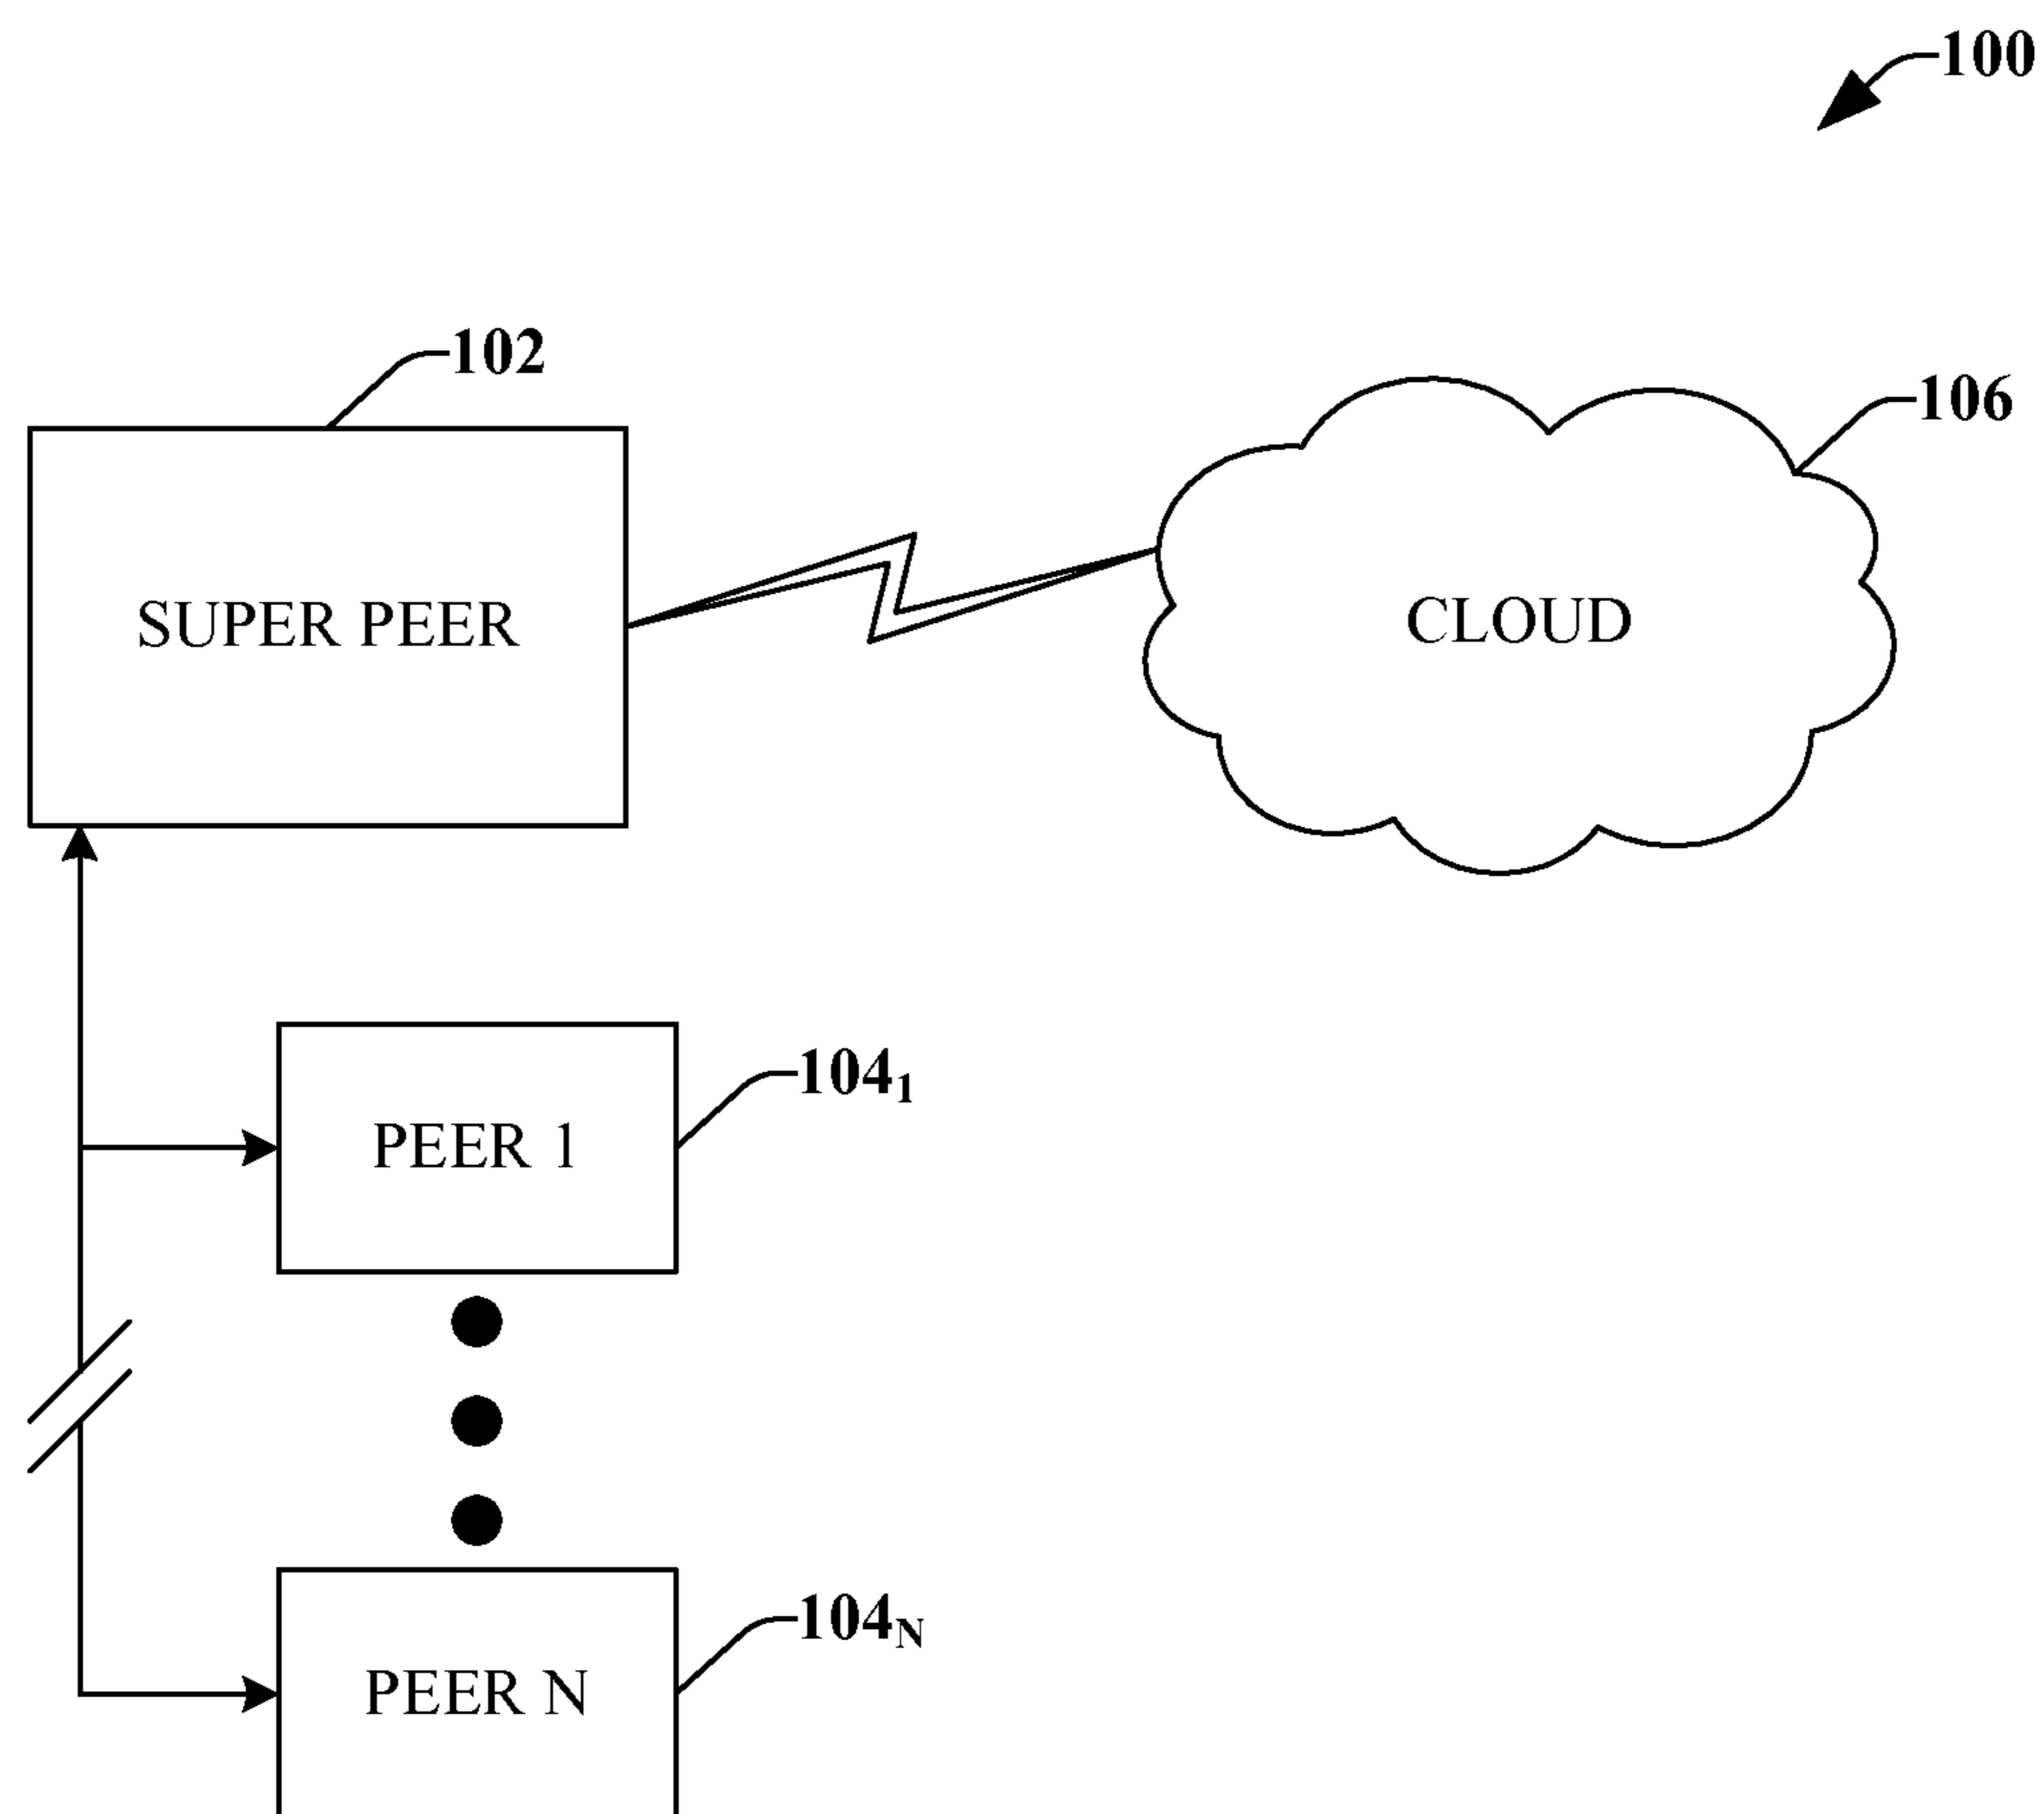 100
102
106
SUPER PEER
CLOUD
104₁
PEER 1
104ₙ
PEER N